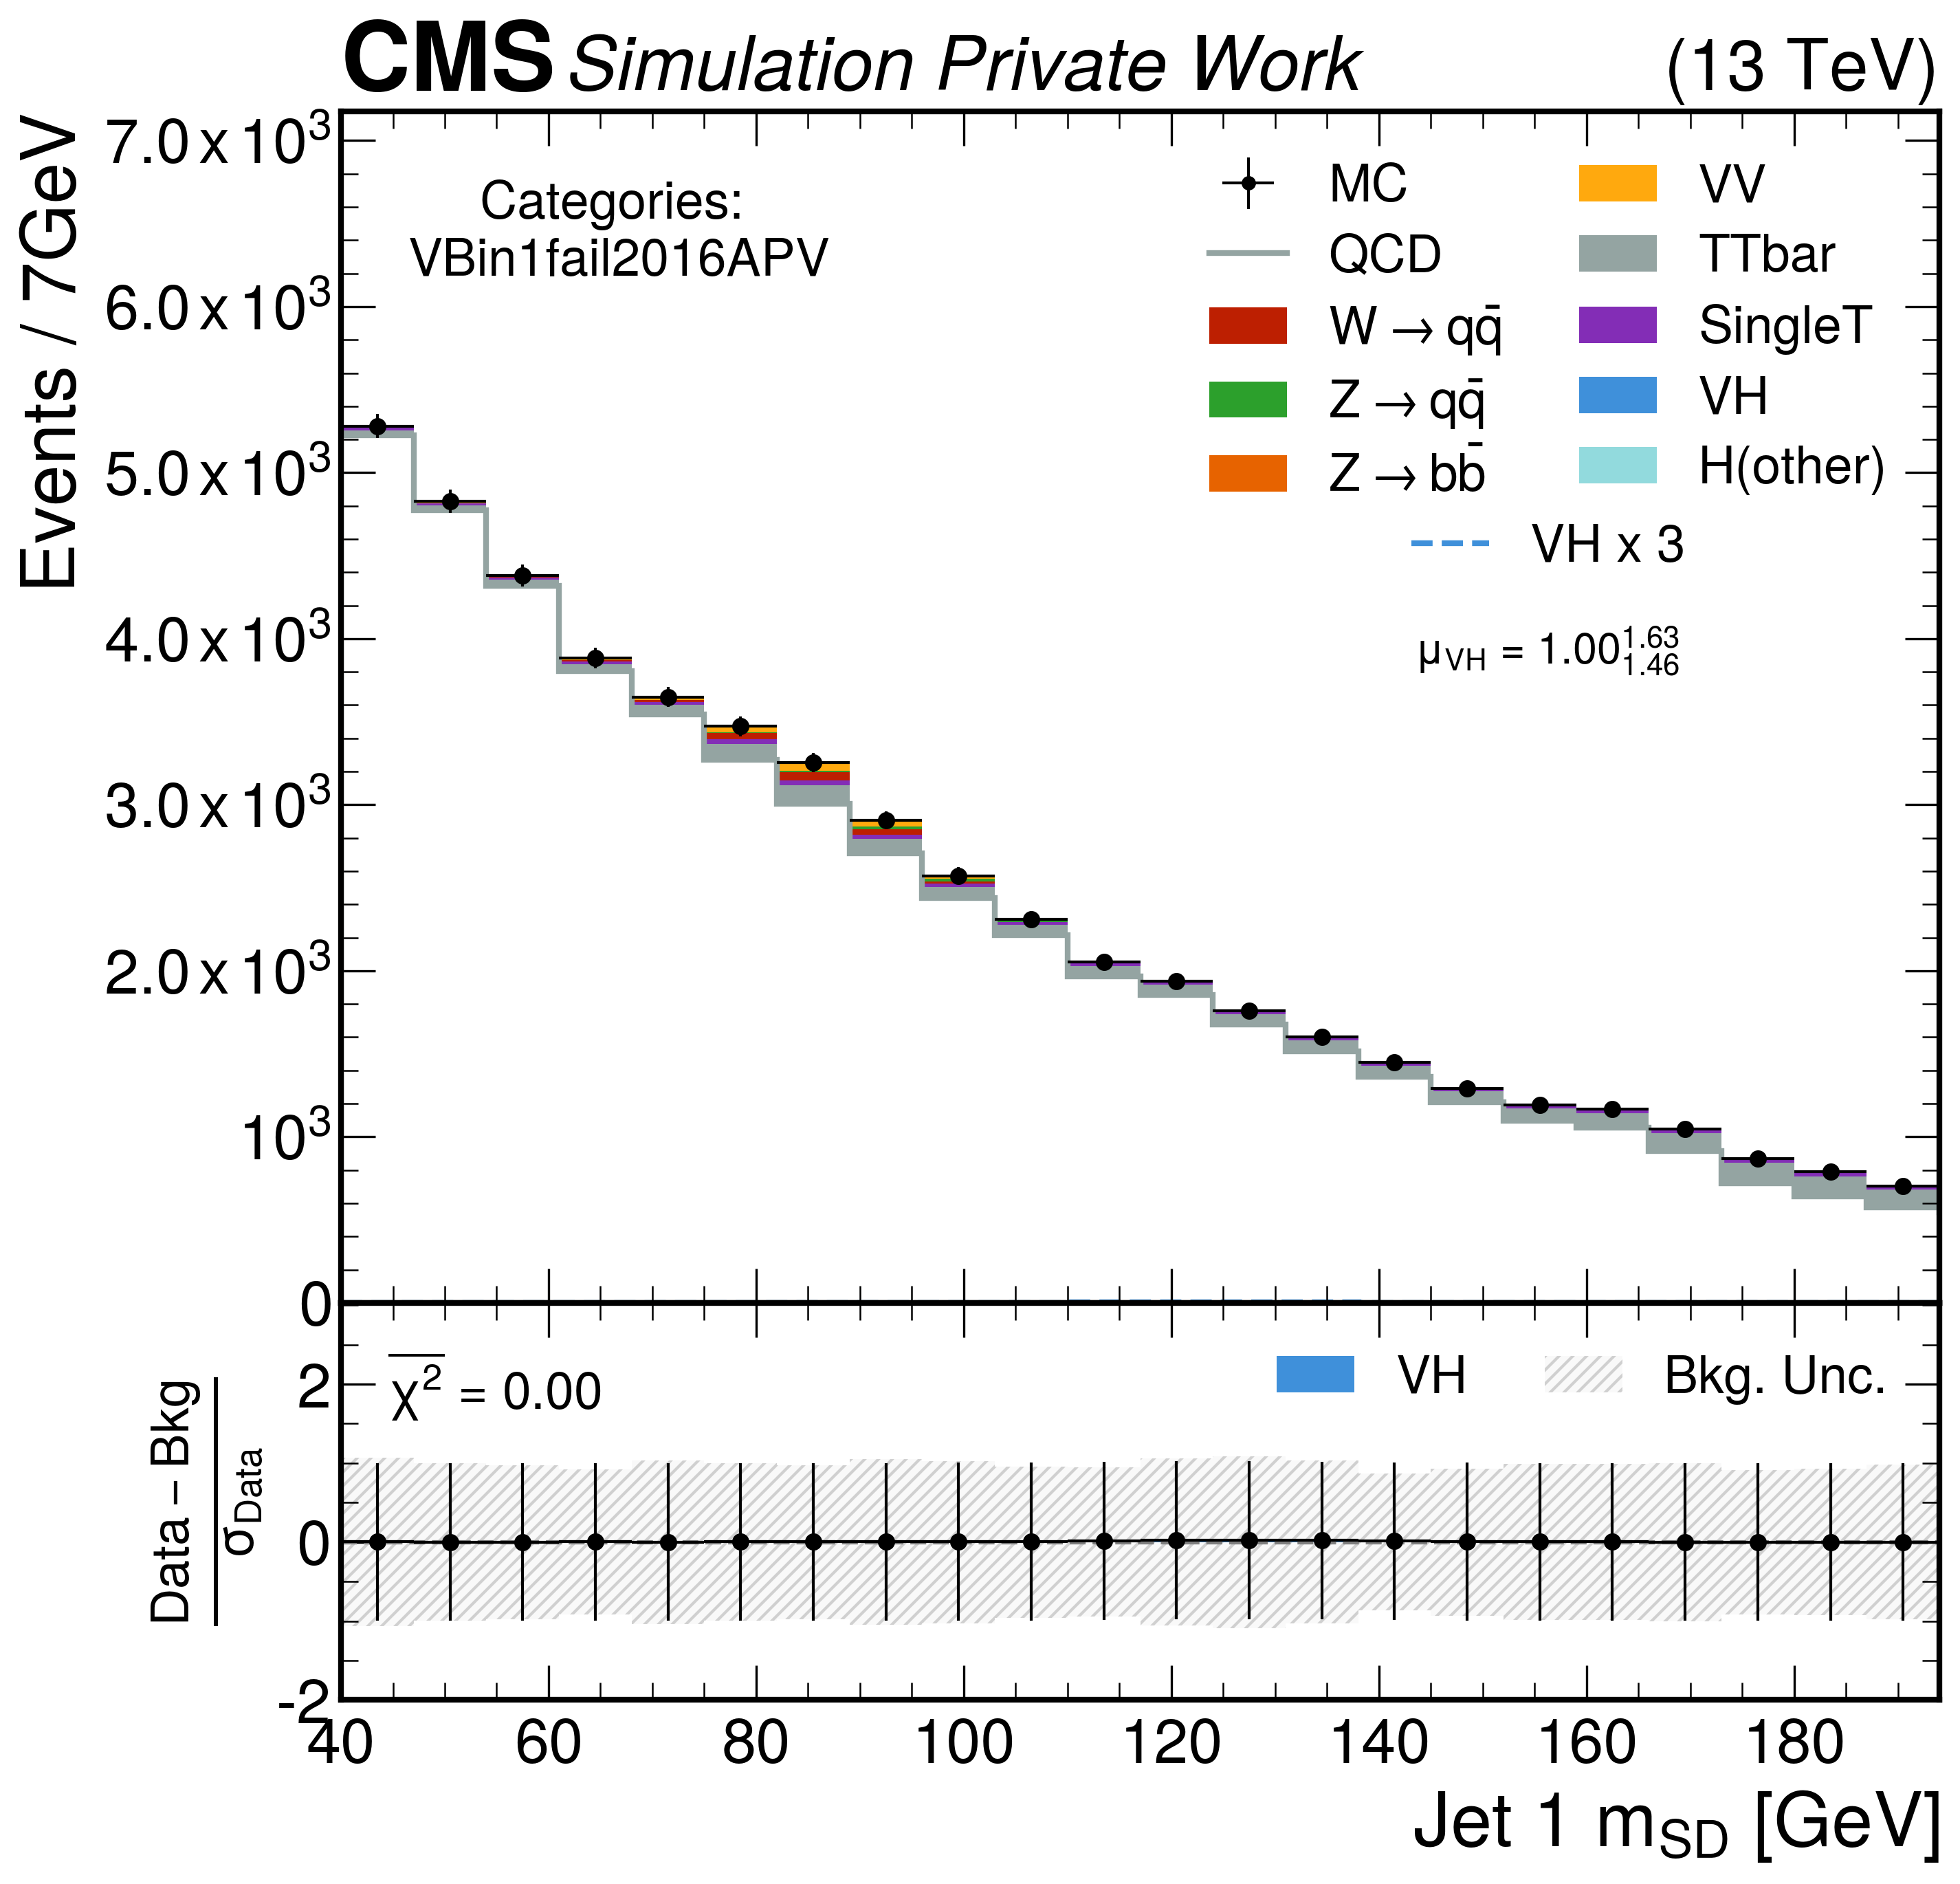 CMS Simulation Private Work (13 TeV)
Events / 7GeV
7.0 x 10³
6.0 x 10³
5.0 x 10³
4.0 x 10³
3.0 x 10³
2.0 x 10³
10³
0
Categories:
VBin1fail2016APV
MC
QCD
W → qq̄
Z → qq̄
Z → bb̄
VV
TTbar
SingleT
VH
H(other)
VH x 3
μ_VH = 1.00 ^1.63 _1.46
Data – Bkg
σ_Data
2
0
-2
χ̅²̅ = 0.00
VH
Bkg. Unc.
40 60 80 100 120 140 160 180
Jet 1 m_SD [GeV]